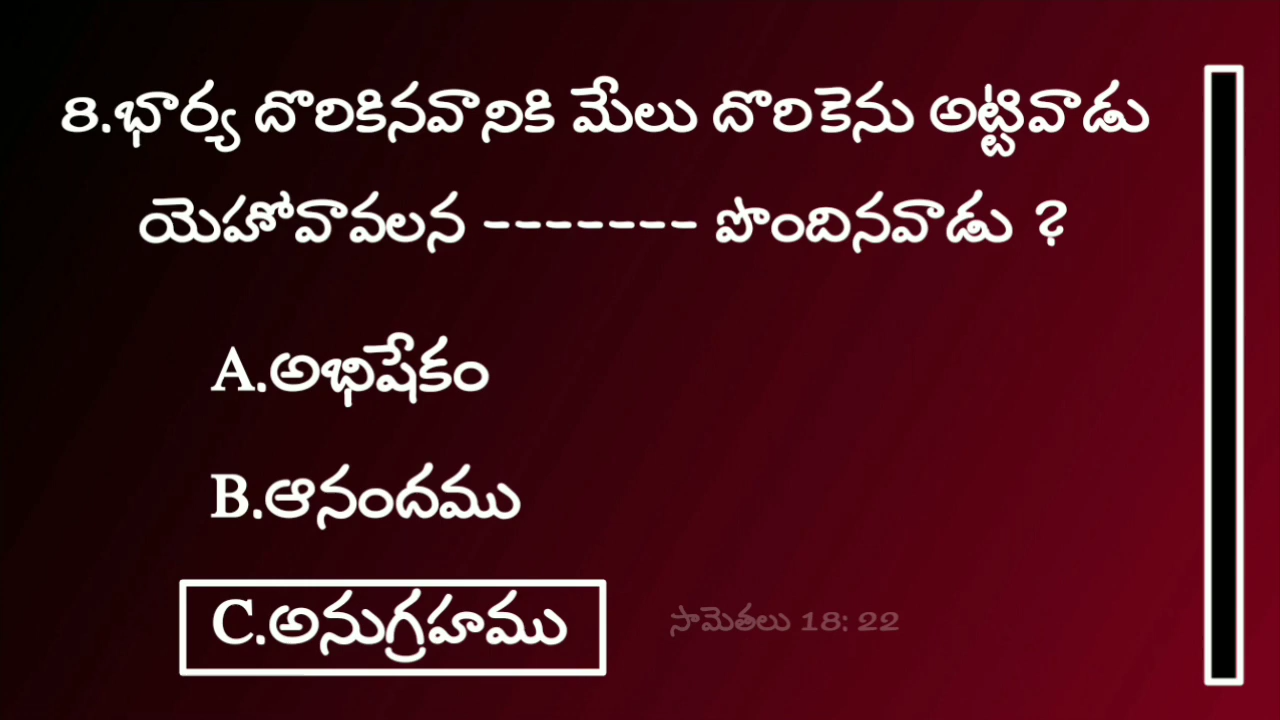 8.భార్య దొరికినవానికి మేలు దొరికెను అట్టివాడు
యెహోవావలన ------- పొందినవాడు ?
A.అభిషేకం
B.ఆనందము
C.అనుగ్రహము
సామెతలు 18: 22